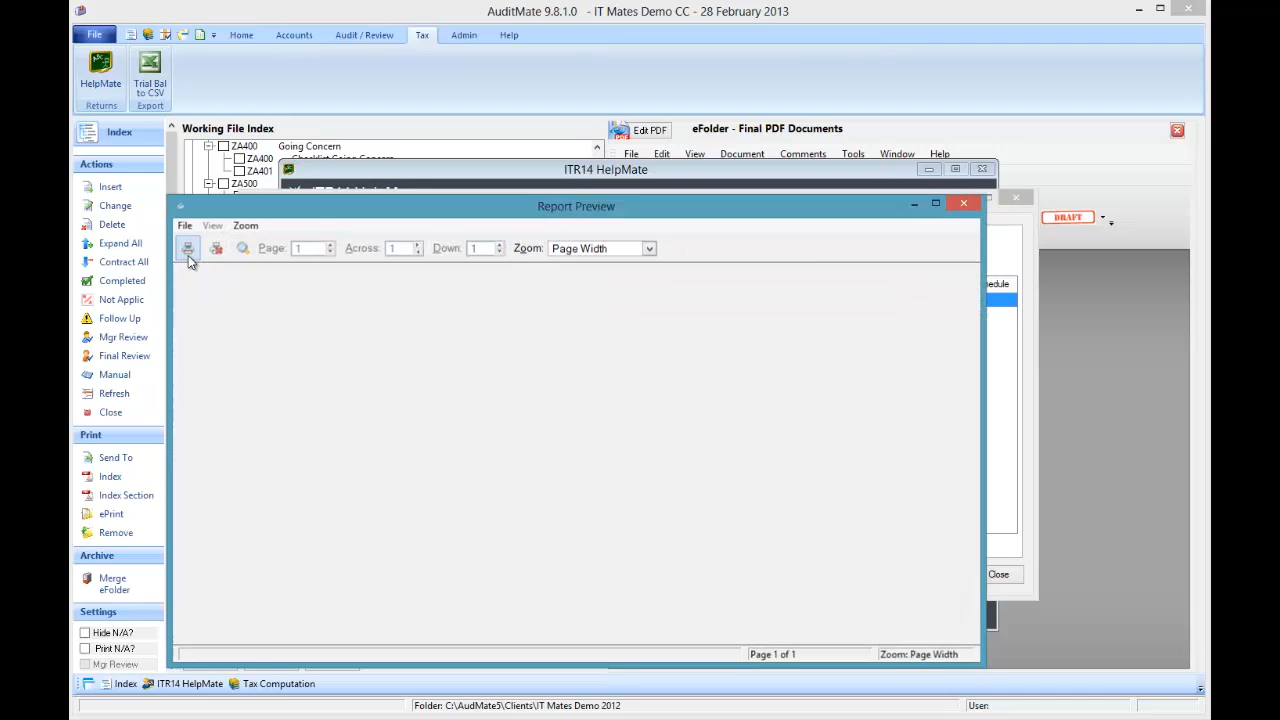 AuditMate 9.8.1.0 - IT Mates Demo CC - 28 February 2013
File
Home
Accounts
Audit / Review
Tax
Admin
Help
HelpMate
Returns
Trial Bal
to CSV
Export
Index
Actions
Insert
Change
Delete
Expand All
Contract All
Completed
Not Applic
Follow Up
Mgr Review
Final Review
Manual
Refresh
Close
Print
Send To
Index
Index Section
ePrint
Remove
Archive
Merge
eFolder
Settings
Hide N/A?
Print N/A?
Mgr Review
Working File Index
ZA400 Going Concern
ZA400
ZA401
ZA500
Edit PDF
eFolder - Final PDF Documents
File Edit View Document Comments Tools Window Help
DRAFT
ITR14 HelpMate
Report Preview
File View Zoom
Page: 1 Across: 1 Down: 1 Zoom: Page Width
edule
Close
Page 1 of 1
Zoom: Page Width
Index ITR14 HelpMate Tax Computation
Folder: C:\AudMate5\Clients\IT Mates Demo 2012
User: